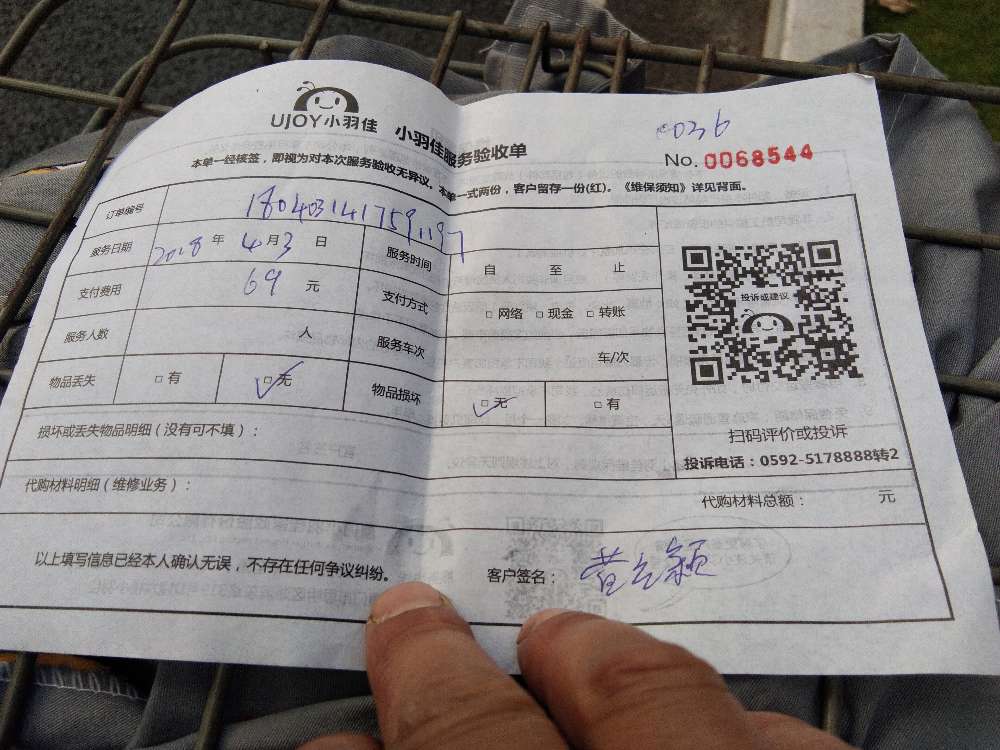 UJOY小羽佳
小羽佳服务验收单
0036
No. 0068544
本单一经核签，即视为对本次服务验收无异议。本单一式两份，客户留存一份(红)。《维保须知》详见背面。
订单编号 1804031417591197
服务日期 2018 年 4 月 3 日 服务时间 自 至 止
支付费用 69 元 支付方式 □ 网络 □ 现金 □ 转账
服务人数 人 服务车次 车/次
物品丢失 □ 有 □ 无 物品损坏 □ 无 □ 有
投诉或建议
扫码评价或投诉
投诉电话：0592-5178888转2
损坏或丢失物品明细（没有可不填）：
代购材料明细（维修业务）： 代购材料总额： 元
以上填写信息已经本人确认无误，不存在任何争议纠纷。 客户签名：